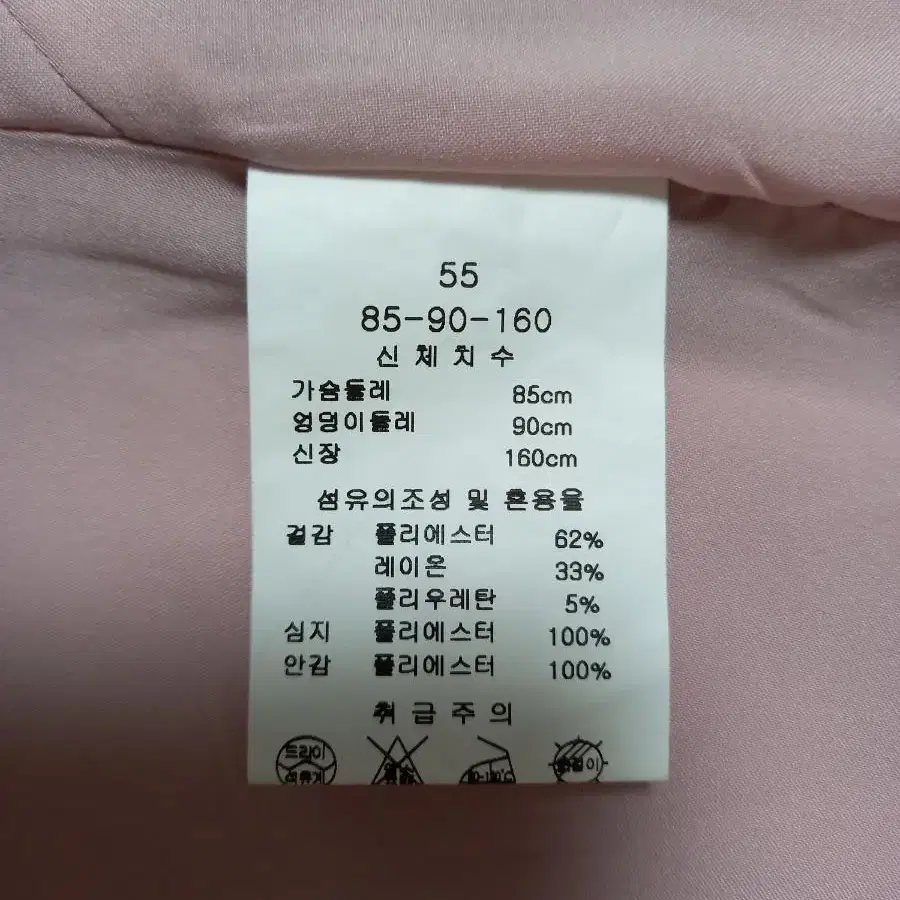 55
85-90-160
신체치수
가슴둘레 85cm
엉덩이둘레 90cm
신장 160cm
섬유의조성 및 혼용율
겉감 폴리에스터 62%
레이온 33%
폴리우레탄 5%
심지 폴리에스터 100%
안감 폴리에스터 100%
취급주의
드라이
석유계